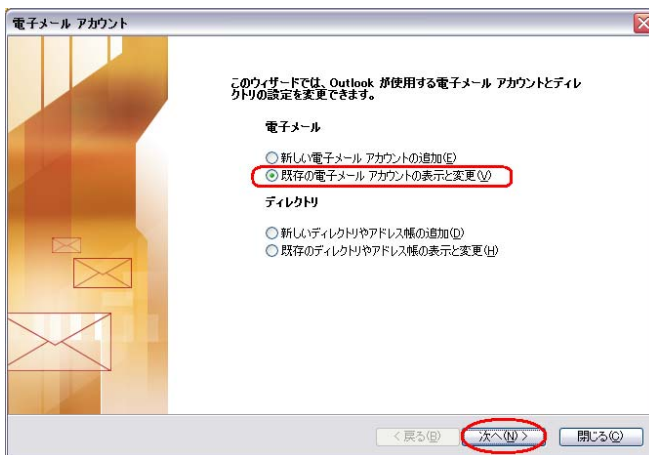 電子メール アカウント
このウィザードでは、Outlook が使用する電子メール アカウントとディレ
クトリの設定を変更できます。
電子メール
新しい電子メール アカウントの追加(E)
既存の電子メール アカウントの表示と変更(V)
ディレクトリ
新しいディレクトリやアドレス帳の追加(D)
既存のディレクトリやアドレス帳の表示と変更(H)
< 戻る(B) 次へ(N) > 閉じる(C)